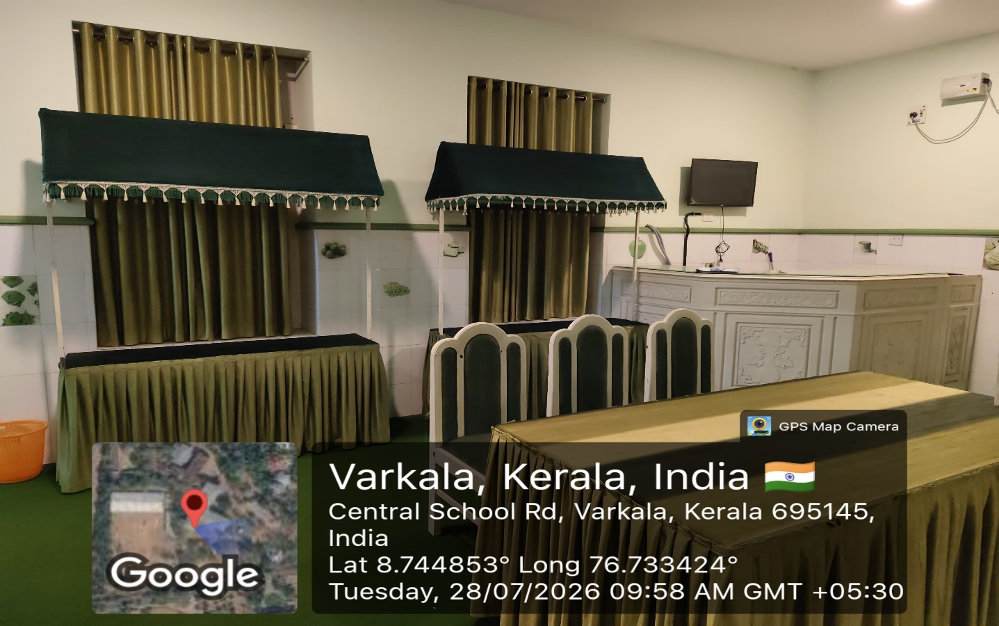 GPS Map Camera
Varkala, Kerala, India
Central School Rd, Varkala, Kerala 695145,
India
Lat 8.744853° Long 76.733424°
Tuesday, 28/07/2026 09:58 AM GMT +05:30
Google